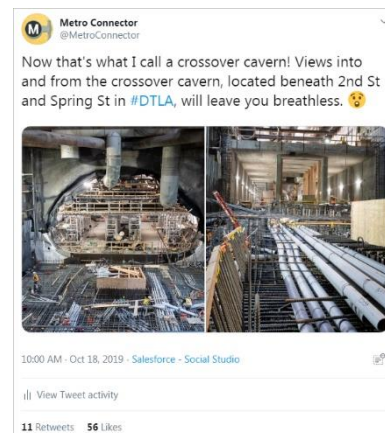 M
Metro Connector
@MetroConnector
Now that's what I call a crossover cavern! Views into
and from the crossover cavern, located beneath 2nd St
and Spring St in #DTLA, will leave you breathless.
10:00 AM · Oct 18, 2019 · Salesforce - Social Studio
View Tweet activity
11 Retweets 56 Likes